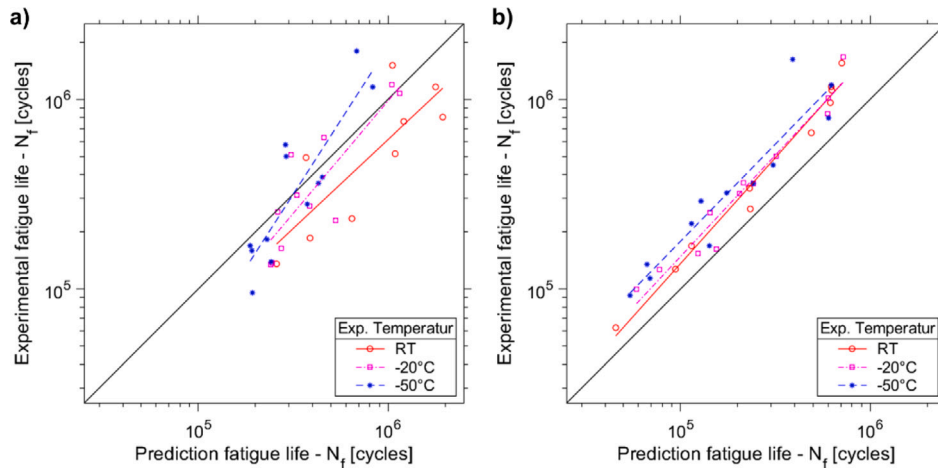 a)
Experimental fatigue life - N_f [cycles]
10^6
10^5
10^5
10^6
Prediction fatigue life - N_f [cycles]
Exp. Temperatur
RT
-20°C
-50°C
b)
Experimental fatigue life - N_f [cycles]
10^6
10^5
10^5
10^6
Prediction fatigue life - N_f [cycles]
Exp. Temperatur
RT
-20°C
-50°C